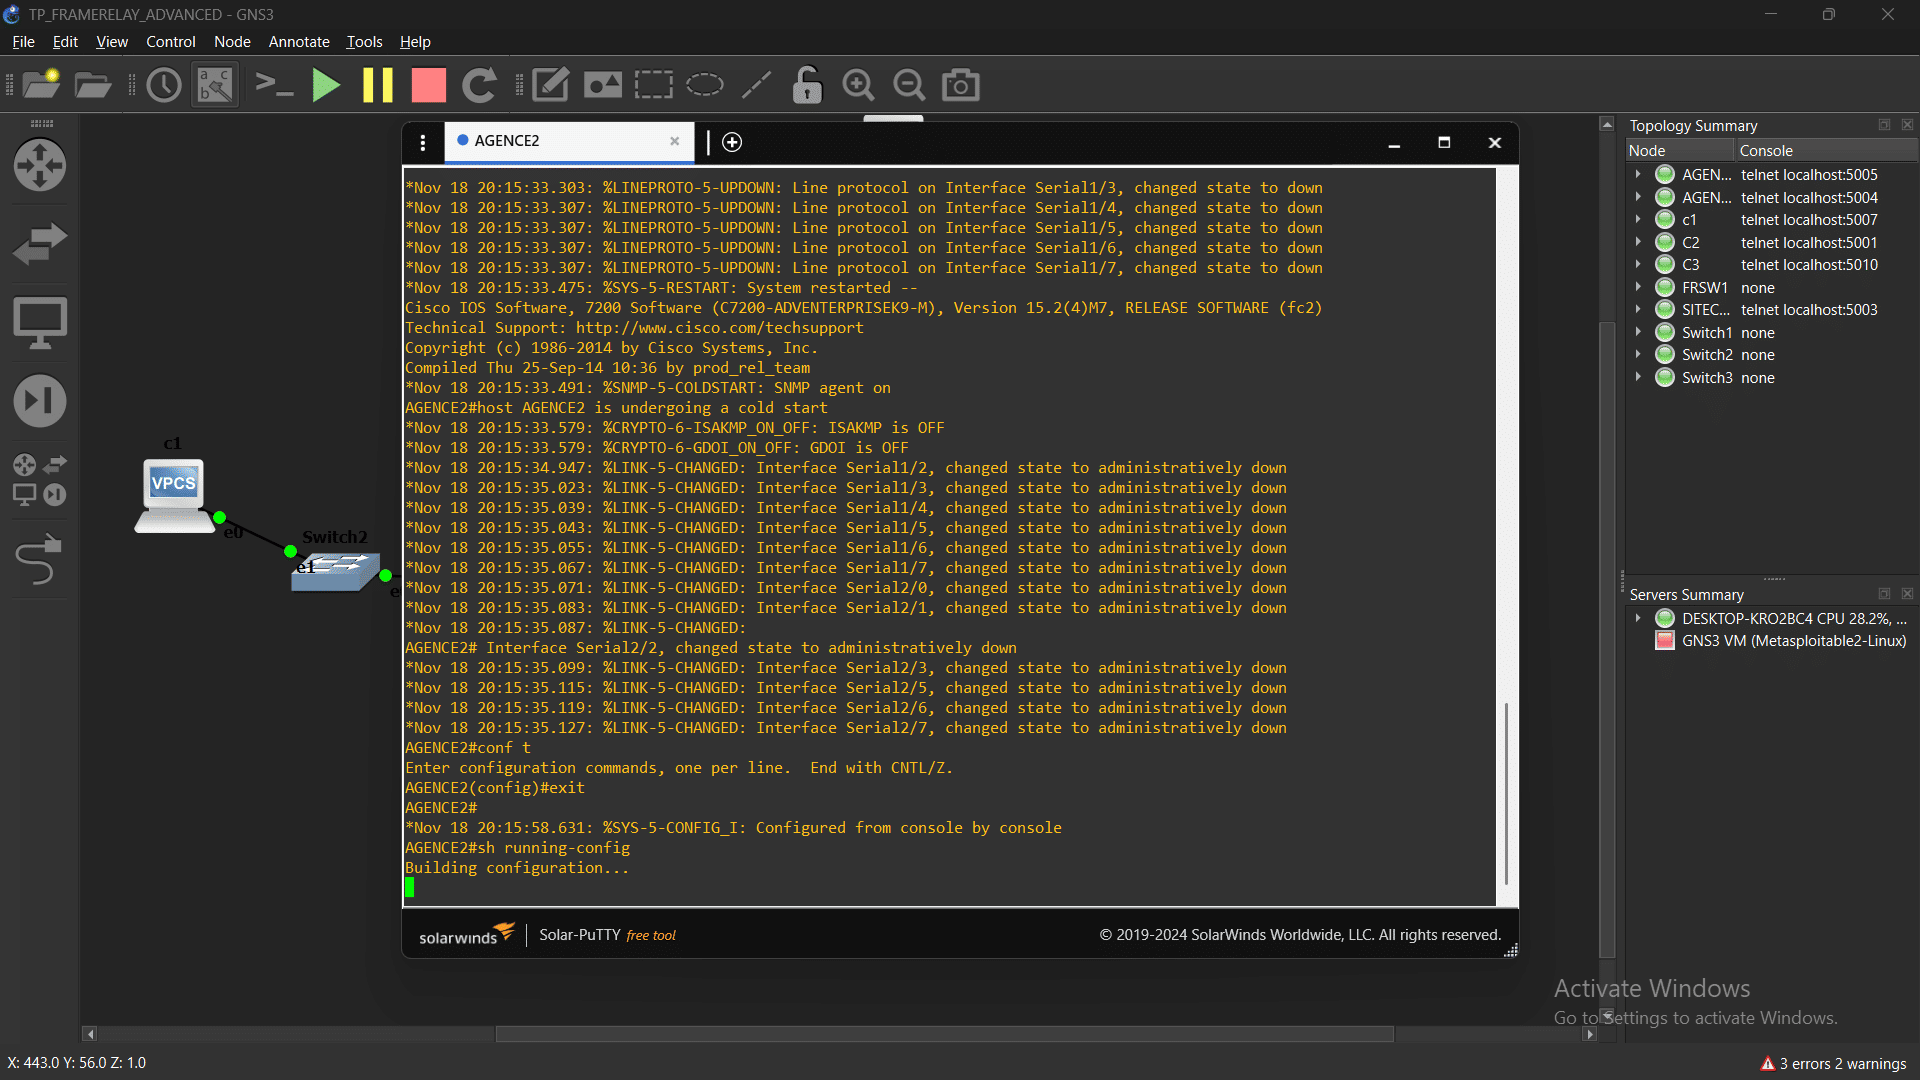 TP_FRAMERELAY_ADVANCED - GNS3
File Edit View Control Node Annotate Tools Help
AGENCE2
*Nov 18 20:15:33.303: %LINEPROTO-5-UPDOWN: Line protocol on Interface Serial1/3, changed state to down
*Nov 18 20:15:33.307: %LINEPROTO-5-UPDOWN: Line protocol on Interface Serial1/4, changed state to down
*Nov 18 20:15:33.307: %LINEPROTO-5-UPDOWN: Line protocol on Interface Serial1/5, changed state to down
*Nov 18 20:15:33.307: %LINEPROTO-5-UPDOWN: Line protocol on Interface Serial1/6, changed state to down
*Nov 18 20:15:33.307: %LINEPROTO-5-UPDOWN: Line protocol on Interface Serial1/7, changed state to down
*Nov 18 20:15:33.475: %SYS-5-RESTART: System restarted --
Cisco IOS Software, 7200 Software (C7200-ADVENTERPRISEK9-M), Version 15.2(4)M7, RELEASE SOFTWARE (fc2)
Technical Support: http://www.cisco.com/techsupport
Copyright (c) 1986-2014 by Cisco Systems, Inc.
Compiled Thu 25-Sep-14 10:36 by prod_rel_team
*Nov 18 20:15:33.491: %SNMP-5-COLDSTART: SNMP agent on
AGENCE2#host AGENCE2 is undergoing a cold start
*Nov 18 20:15:33.579: %CRYPTO-6-ISAKMP_ON_OFF: ISAKMP is OFF
*Nov 18 20:15:33.579: %CRYPTO-6-GDOI_ON_OFF: GDOI is OFF
*Nov 18 20:15:34.947: %LINK-5-CHANGED: Interface Serial1/2, changed state to administratively down
*Nov 18 20:15:35.023: %LINK-5-CHANGED: Interface Serial1/3, changed state to administratively down
*Nov 18 20:15:35.039: %LINK-5-CHANGED: Interface Serial1/4, changed state to administratively down
*Nov 18 20:15:35.043: %LINK-5-CHANGED: Interface Serial1/5, changed state to administratively down
*Nov 18 20:15:35.055: %LINK-5-CHANGED: Interface Serial1/6, changed state to administratively down
*Nov 18 20:15:35.067: %LINK-5-CHANGED: Interface Serial1/7, changed state to administratively down
*Nov 18 20:15:35.071: %LINK-5-CHANGED: Interface Serial2/0, changed state to administratively down
*Nov 18 20:15:35.083: %LINK-5-CHANGED: Interface Serial2/1, changed state to administratively down
*Nov 18 20:15:35.087: %LINK-5-CHANGED:
AGENCE2# Interface Serial2/2, changed state to administratively down
*Nov 18 20:15:35.099: %LINK-5-CHANGED: Interface Serial2/3, changed state to administratively down
*Nov 18 20:15:35.115: %LINK-5-CHANGED: Interface Serial2/5, changed state to administratively down
*Nov 18 20:15:35.119: %LINK-5-CHANGED: Interface Serial2/6, changed state to administratively down
*Nov 18 20:15:35.127: %LINK-5-CHANGED: Interface Serial2/7, changed state to administratively down
AGENCE2#conf t
Enter configuration commands, one per line.  End with CNTL/Z.
AGENCE2(config)#exit
AGENCE2#
*Nov 18 20:15:58.631: %SYS-5-CONFIG_I: Configured from console by console
AGENCE2#sh running-config
Building configuration...
solarwinds Solar-PuTTY free tool © 2019-2024 SolarWinds Worldwide, LLC. All rights reserved.
c1
VPCS
e0
Switch2
e1
e
Topology Summary
Node Console
AGEN... telnet localhost:5005
AGEN... telnet localhost:5004
c1 telnet localhost:5007
C2 telnet localhost:5001
C3 telnet localhost:5010
FRSW1 none
SITEC... telnet localhost:5003
Switch1 none
Switch2 none
Switch3 none
Servers Summary
DESKTOP-KRO2BC4 CPU 28.2%, ...
GNS3 VM (Metasploitable2-Linux)
Activate Windows
Go to Settings to activate Windows.
X: 443.0 Y: 56.0 Z: 1.0
3 errors 2 warnings